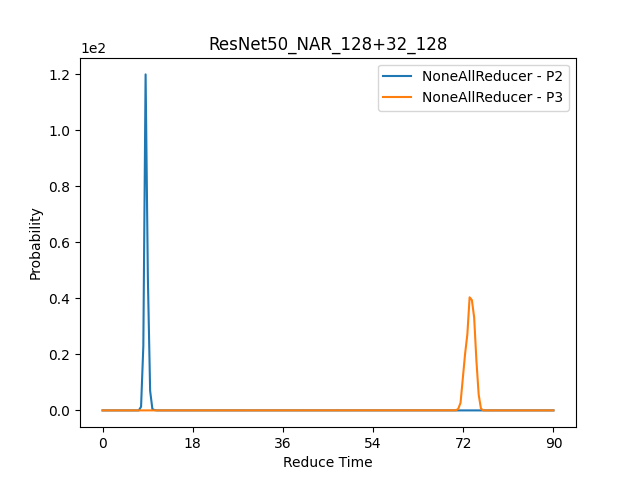 ResNet50_NAR_128+32_128
1e2
NoneAllReducer - P2
NoneAllReducer - P3
1.2
1.0
0.8
0.6
0.4
0.2
0.0
Probability
0 18 36 54 72 90
Reduce Time